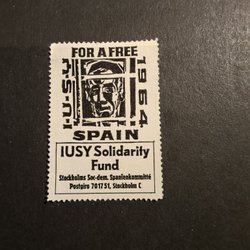 FOR A FREE
I·U·S·Y
1964
SPAIN
IUSY Solidarity
Fund
Stockholms Soc-dem. Spanienkommitté
Postgiro 701751, Stockholm C